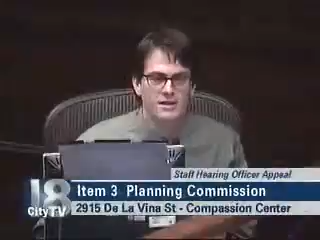 Staff Hearing Officer Appeal
18 Item 3 Planning Commission
CityTV 2915 De La Vina St - Compassion Center